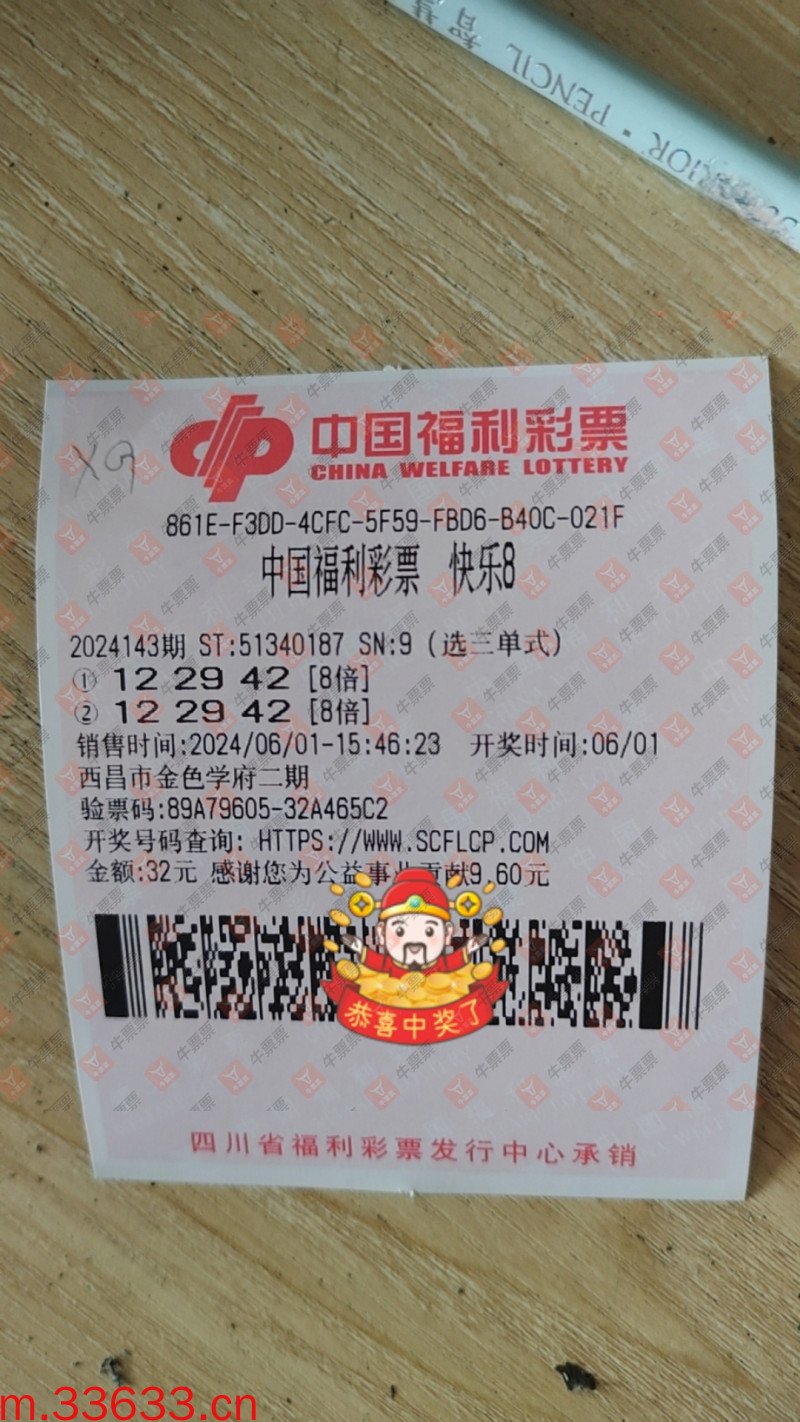 智慧
WARRIOR · PENCIL
X9
中国福利彩票
CHINA WELFARE LOTTERY
861E-F3DD-4CFC-5F59-FBD6-B40C-021F
中国福利彩票 快乐8
2024143期 ST:51340187 SN:9 (选三单式)
① 12 29 42 [8倍]
② 12 29 42 [8倍]
销售时间:2024/06/01-15:46:23 开奖时间:06/01
西昌市金色学府二期
验票码:89A79605-32A465C2
开奖号码查询: HTTPS://WWW.SCFLCP.COM
金额:32元 感谢您为公益事业贡献9.60元
恭喜中奖了
四川省福利彩票发行中心承销
牛票票
m.33633.cn